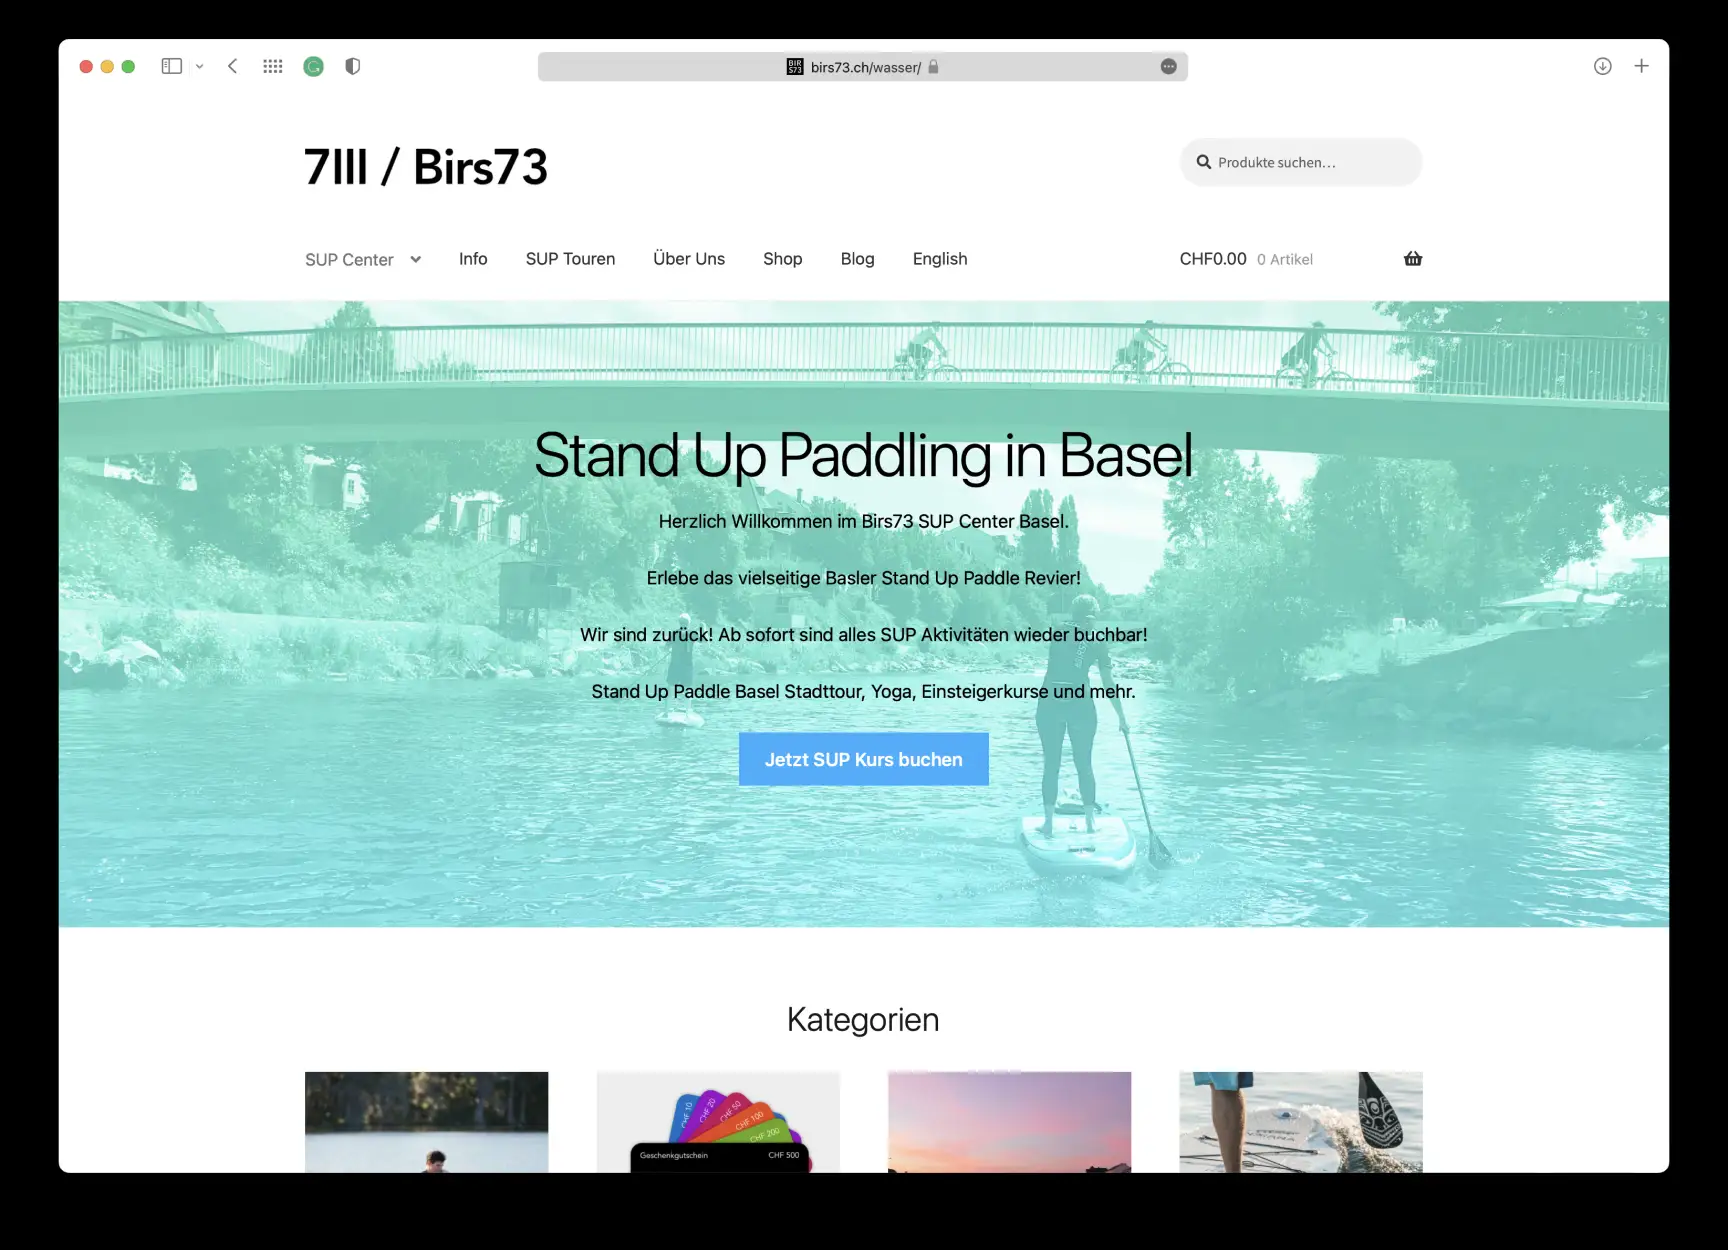 BIR
S73
birs73.ch/wasser/
7III / Birs73
Produkte suchen…
SUP Center
Info
SUP Touren
Über Uns
Shop
Blog
English
CHF0.00 0 Artikel
Stand Up Paddling in Basel
Herzlich Willkommen im Birs73 SUP Center Basel.
Erlebe das vielseitige Basler Stand Up Paddle Revier!
Wir sind zurück! Ab sofort sind alles SUP Aktivitäten wieder buchbar!
Stand Up Paddle Basel Stadttour, Yoga, Einsteigerkurse und mehr.
Jetzt SUP Kurs buchen
Kategorien
CHF 10
CHF 20
CHF 50
CHF 100
CHF 200
Geschenkgutschein
CHF 500